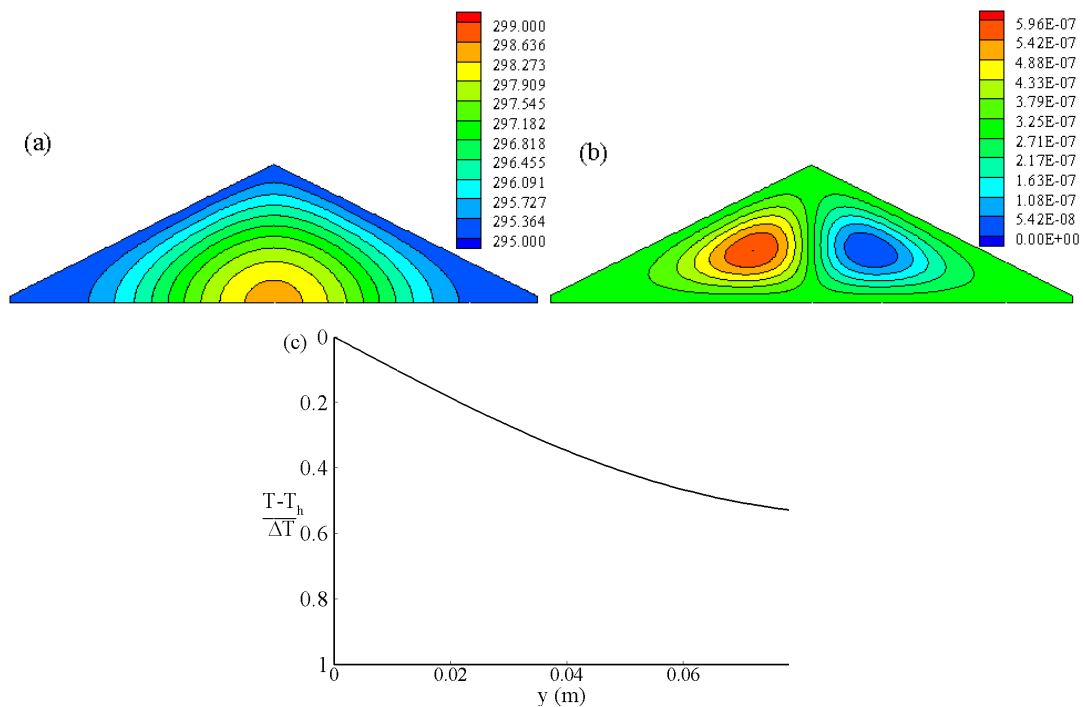 (a)
299.000
298.636
298.273
297.909
297.545
297.182
296.818
296.455
296.091
295.727
295.364
295.000
(b)
5.96E-07
5.42E-07
4.88E-07
4.33E-07
3.79E-07
3.25E-07
2.71E-07
2.17E-07
1.63E-07
1.08E-07
5.42E-08
0.00E+00
(c)
0
0.2
0.4
T-Th
ΔT
0.6
0.8
1
0
0.02
0.04
0.06
y (m)